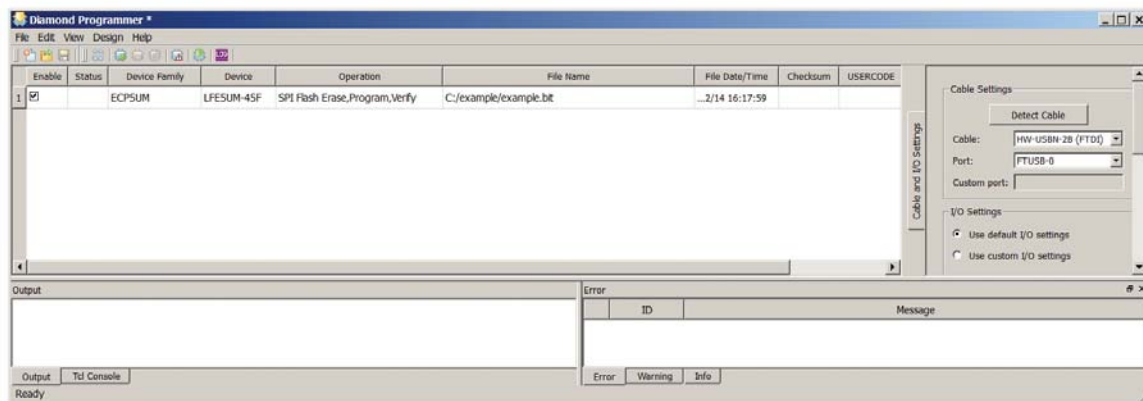 Diamond Programmer *
File Edit View Design Help
Enable Status Device Family Device Operation File Name File Date/Time Checksum USERCODE
1 ECP5UM LFE5UM-45F SPI Flash Erase,Program,Verify C:/example/example.bit ...2/14 16:17:59
Cable and I/O Settings
Cable Settings
Detect Cable
Cable: HW-USBN-2B (FTDI)
Port: FTUSB-0
Custom port:
I/O Settings
Use default I/O settings
Use custom I/O settings
Output
Error
ID Message
Output Tcl Console
Error Warning Info
Ready